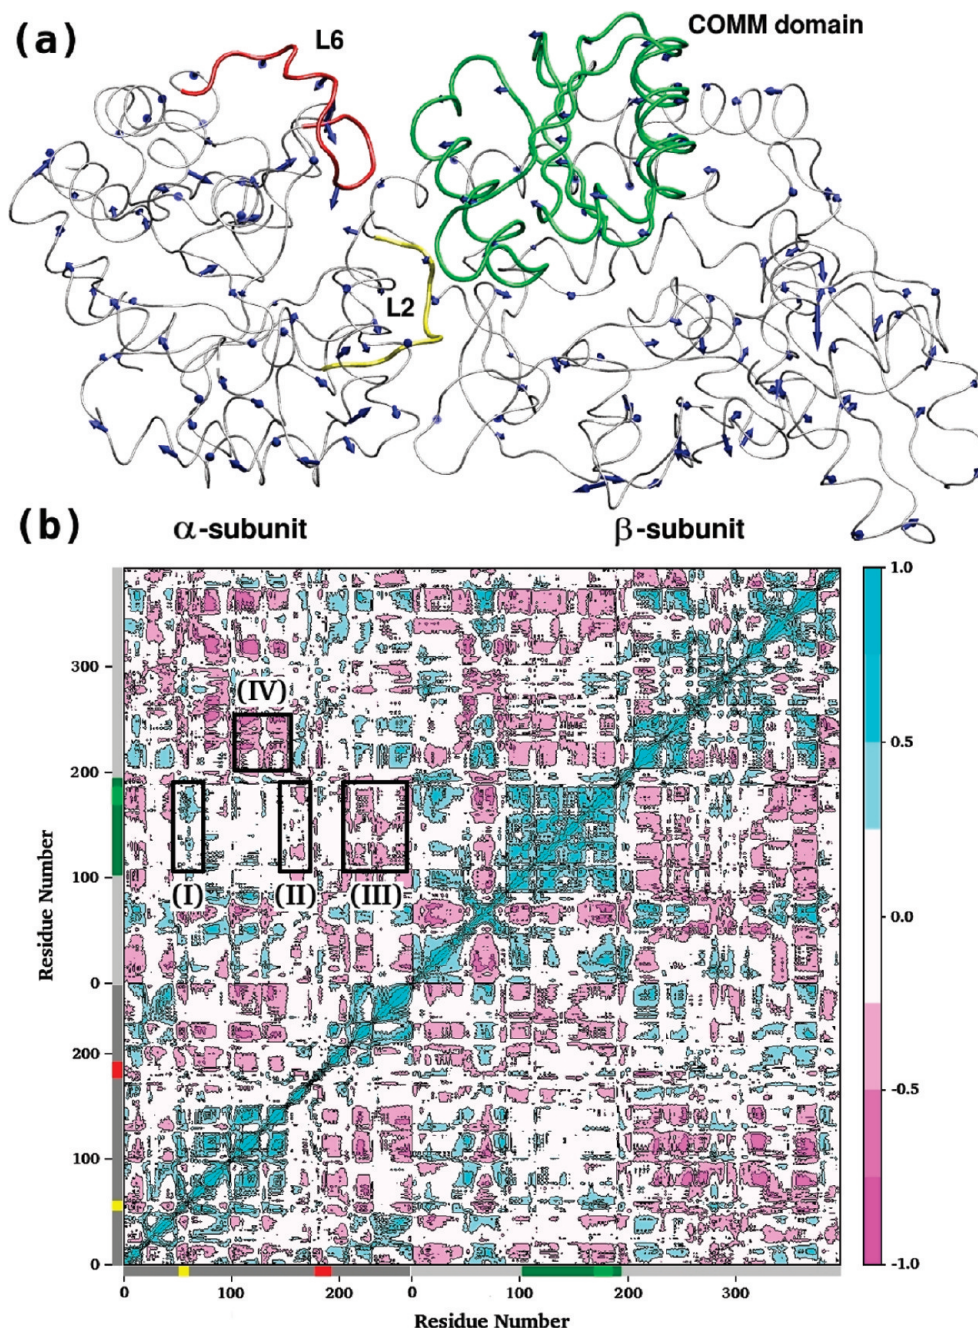 (a)
L6
COMM domain
L2
(b)
α-subunit
β-subunit
1.0
300
(IV)
0.5
200
(I)
(II)
(III)
100
0.0
Residue Number
0
200
-0.5
100
0
-1.0
0
100
200
0
100
200
300
Residue Number